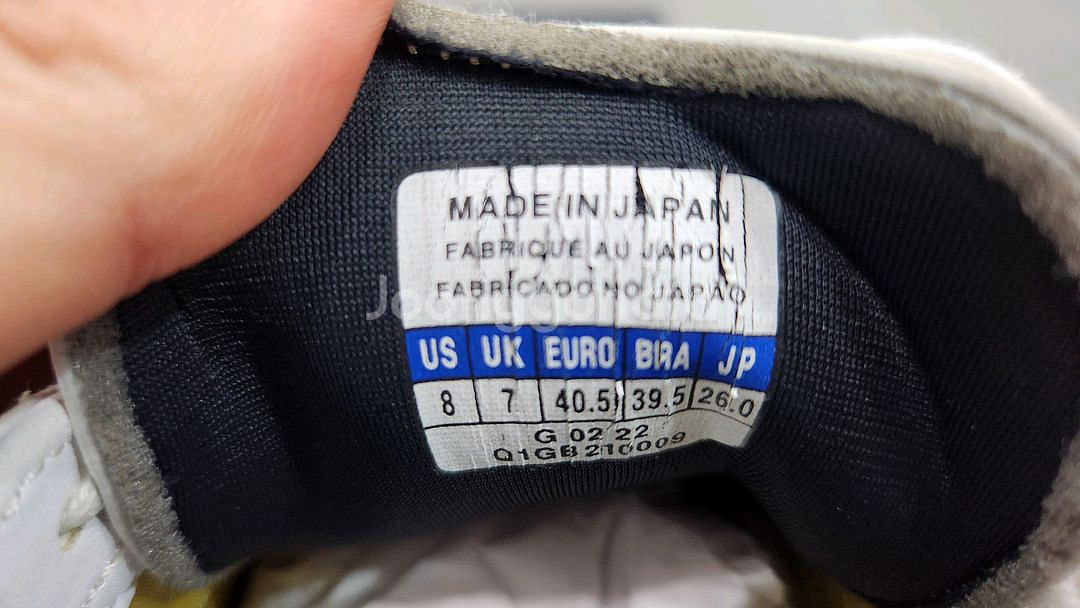 MADE IN JAPAN
FABRIQUÉ AU JAPON
FABRICADO NO JAPÃO
US UK EURO BRA JP
8 7 40.5 39.5 26.0
G 02 22
Q1GB210009